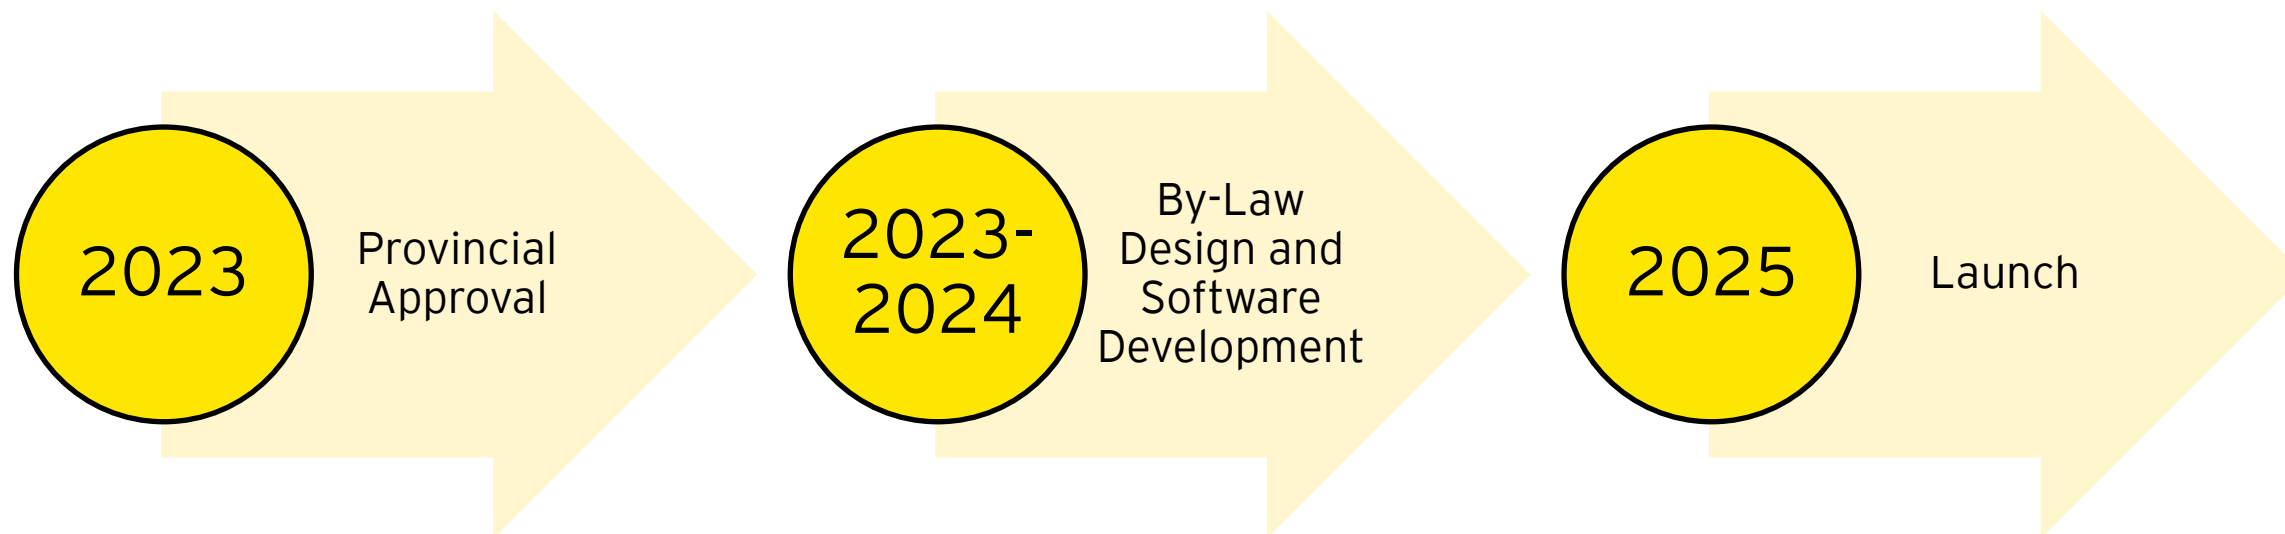 2023
Provincial
Approval
2023-
2024
By-Law
Design and
Software
Development
2025
Launch